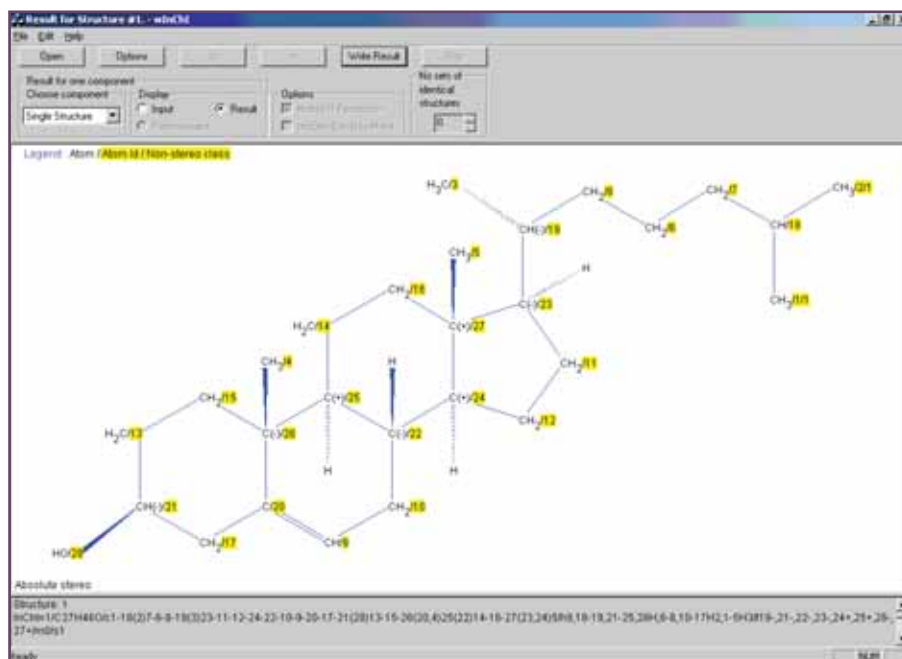 Result for Structure #1. - wInChI
File Edit Help
Open Options Write Result
Result for one component
Choose component
Single Structure
Display
Input Result
Options
No sets of
identical
structures
0
Legend: Atom /Atom Id / Non-stereo class
H3C/3 CH2/8 CH2/7 CH3/2/1
CH(-)/19 CH2/6 CH/18
CH3/5 H
CH2/16 C(-)/23 CH3/1/1
H2C/14 C(+)/27
CH3/4 H CH2/11
CH2/15 C(+)/25 C(+)/24
H2C/13 C(-)/26 C(-)/22 CH2/12
H H
CH(-)/21 C/20 CH2/10
HO/28 CH2/17 CH/9
Absolute stereo
Structure: 1
Ready NUM